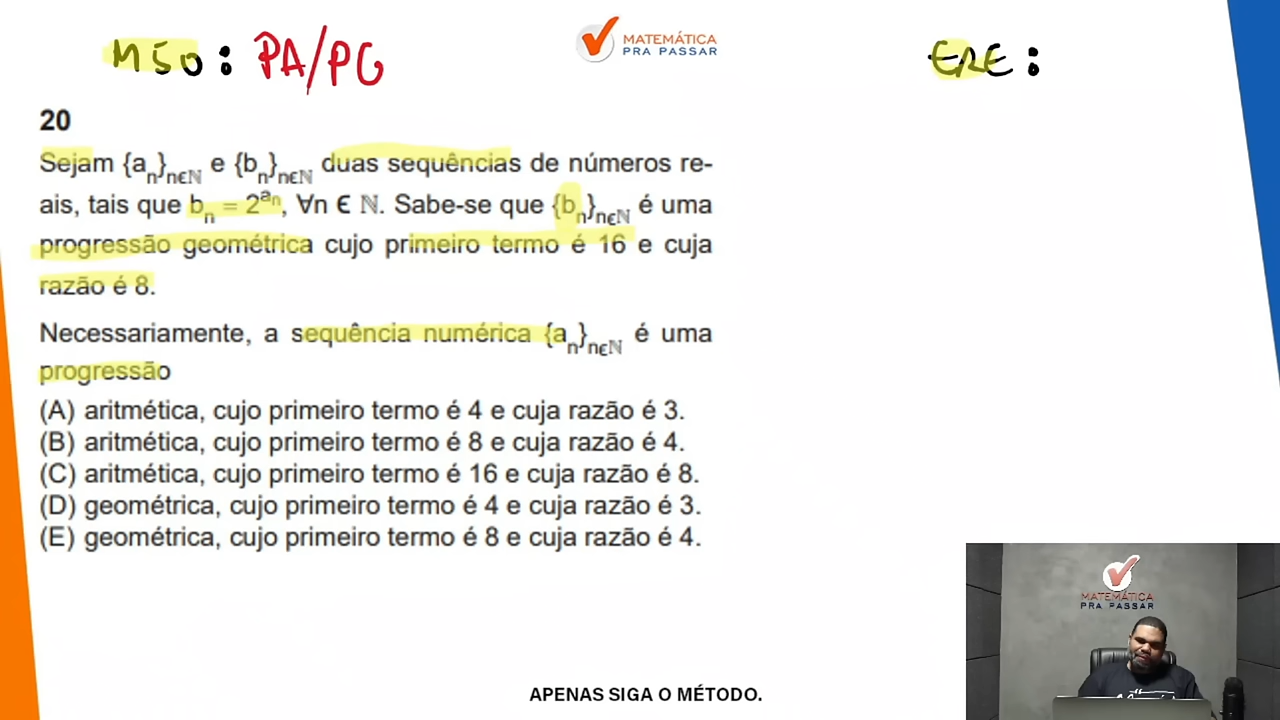 M50: PA/PG
MATEMÁTICA
PRA PASSAR
ERE:
20
Sejam {an}n∈ℕ e {bn}n∈ℕ duas sequências de números re-
ais, tais que bn = 2^an, ∀n ∈ ℕ. Sabe-se que {bn}n∈ℕ é uma
progressão geométrica cujo primeiro termo é 16 e cuja
razão é 8.
Necessariamente, a sequência numérica {an}n∈ℕ é uma
progressão
(A) aritmética, cujo primeiro termo é 4 e cuja razão é 3.
(B) aritmética, cujo primeiro termo é 8 e cuja razão é 4.
(C) aritmética, cujo primeiro termo é 16 e cuja razão é 8.
(D) geométrica, cujo primeiro termo é 4 e cuja razão é 3.
(E) geométrica, cujo primeiro termo é 8 e cuja razão é 4.
MATEMÁTICA
PRA PASSAR
APENAS SIGA O MÉTODO.